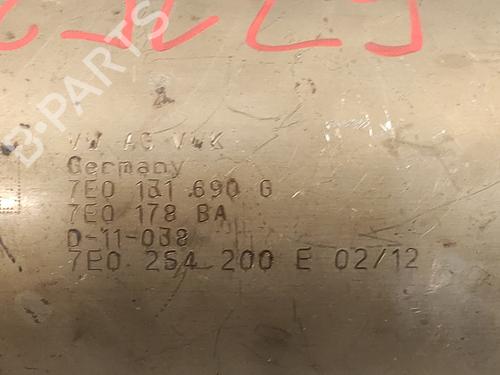 B-PARTS
VW AG VWK
Germany
7E0 131 690 G
7E0 178 BA
D-11-038
7E0 254 200 E 02/12